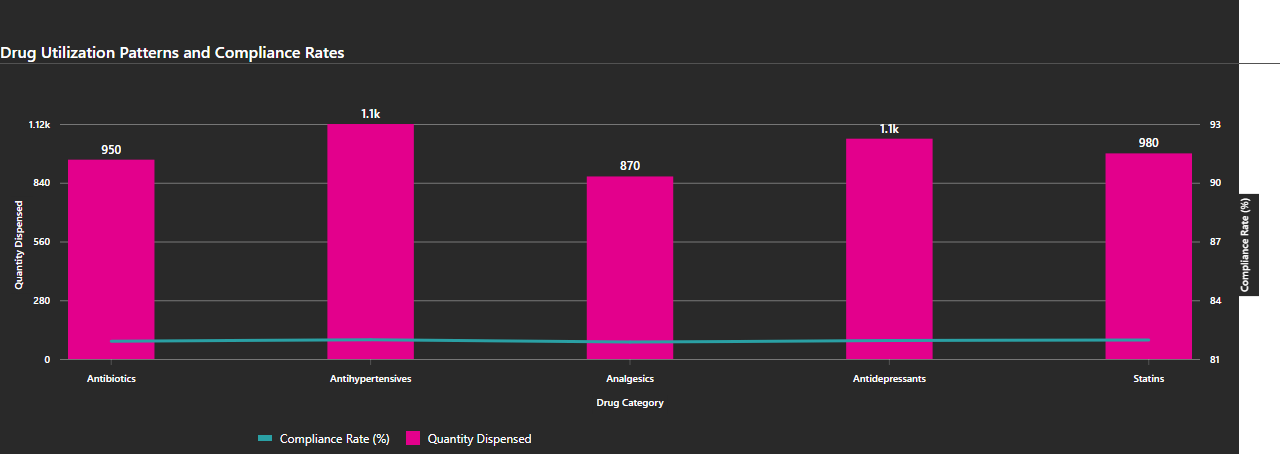 Drug Utilization Patterns and Compliance Rates
1.12k
840
560
280
0
Quantity Dispensed
950
1.1k
870
1.1k
980
93
90
87
84
81
Compliance Rate (%)
Antibiotics
Antihypertensives
Analgesics
Antidepressants
Statins
Drug Category
Compliance Rate (%)
Quantity Dispensed